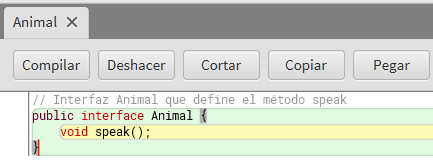 Animal ✕
Compilar Deshacer Cortar Copiar Pegar
// Interfaz Animal que define el método speak
public interface Animal {
void speak();
}